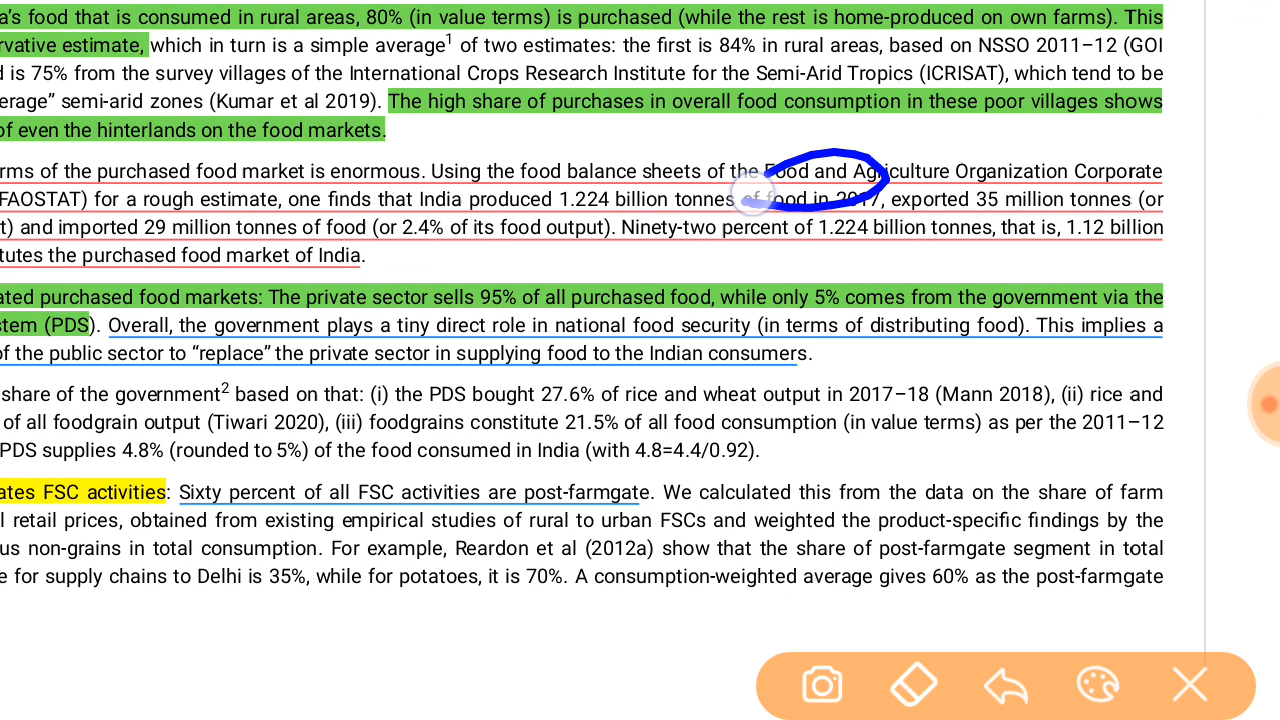 a's food that is consumed in rural areas, 80% (in value terms) is purchased (while the rest is home-produced on own farms). This
rvative estimate, which in turn is a simple average1 of two estimates: the first is 84% in rural areas, based on NSSO 2011–12 (GOI
d is 75% from the survey villages of the International Crops Research Institute for the Semi-Arid Tropics (ICRISAT), which tend to be
erage” semi-arid zones (Kumar et al 2019). The high share of purchases in overall food consumption in these poor villages shows
of even the hinterlands on the food markets.
rms of the purchased food market is enormous. Using the food balance sheets of the Food and Agriculture Organization Corporate
FAOSTAT) for a rough estimate, one finds that India produced 1.224 billion tonnes of food in 2017, exported 35 million tonnes (or
t) and imported 29 million tonnes of food (or 2.4% of its food output). Ninety-two percent of 1.224 billion tonnes, that is, 1.12 billion
tutes the purchased food market of India.
ated purchased food markets: The private sector sells 95% of all purchased food, while only 5% comes from the government via the
stem (PDS). Overall, the government plays a tiny direct role in national food security (in terms of distributing food). This implies a
of the public sector to “replace” the private sector in supplying food to the Indian consumers.
share of the government2 based on that: (i) the PDS bought 27.6% of rice and wheat output in 2017–18 (Mann 2018), (ii) rice and
of all foodgrain output (Tiwari 2020), (iii) foodgrains constitute 21.5% of all food consumption (in value terms) as per the 2011–12
PDS supplies 4.8% (rounded to 5%) of the food consumed in India (with 4.8=4.4/0.92).
ates FSC activities: Sixty percent of all FSC activities are post-farmgate. We calculated this from the data on the share of farm
l retail prices, obtained from existing empirical studies of rural to urban FSCs and weighted the product-specific findings by the
us non-grains in total consumption. For example, Reardon et al (2012a) show that the share of post-farmgate segment in total
e for supply chains to Delhi is 35%, while for potatoes, it is 70%. A consumption-weighted average gives 60% as the post-farmgate